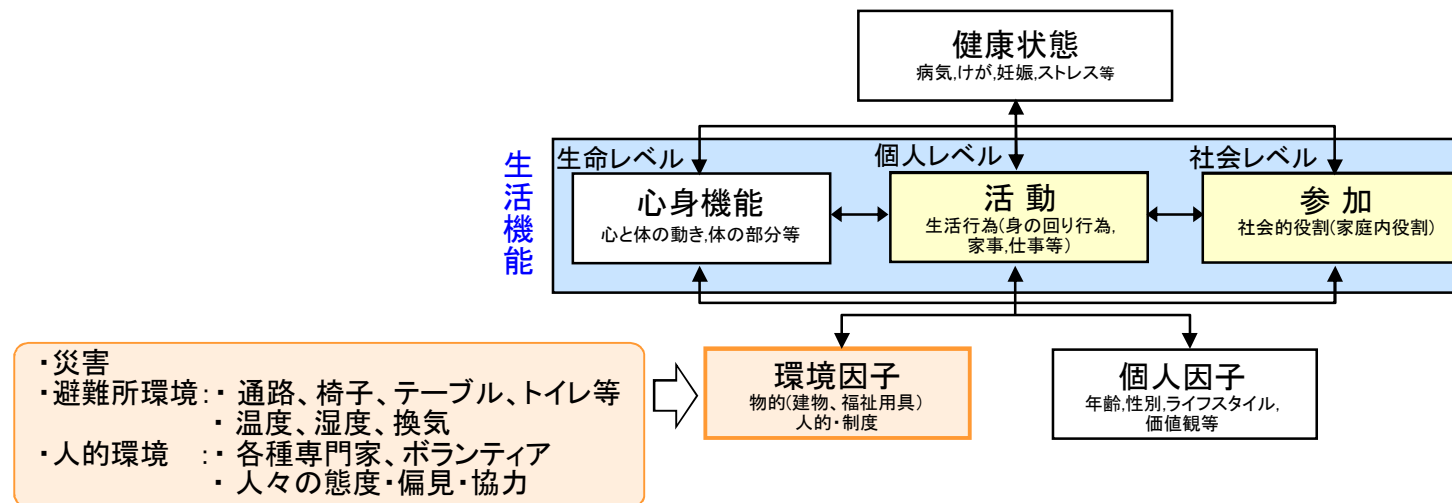 健康状態
病気,けが,妊娠,ストレス等
生活機能
生命レベル
個人レベル
社会レベル
心身機能
心と体の動き,体の部分等
活 動
生活行為(身の回り行為,
家事,仕事等)
参 加
社会的役割(家庭内役割)
・災害
・避難所環境:・ 通路、椅子、テーブル、トイレ等
・ 温度、湿度、換気
・人的環境 :・ 各種専門家、ボランティア
・ 人々の態度・偏見・協力
環境因子
物的(建物、福祉用具)
人的・制度
個人因子
年齢,性別,ライフスタイル,
価値観等